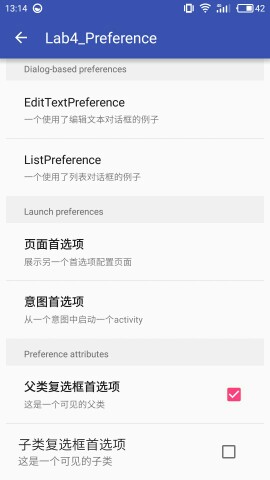 13:14
42
Lab4_Preference
Dialog-based preferences
EditTextPreference
一个使用了编辑文本对话框的例子
ListPreference
一个使用了列表对话框的例子
Launch preferences
页面首选项
展示另一个首选项配置页面
意图首选项
从一个意图中启动一个activity
Preference attributes
父类复选框首选项
这是一个可见的父类
子类复选框首选项
这是一个可见的子类